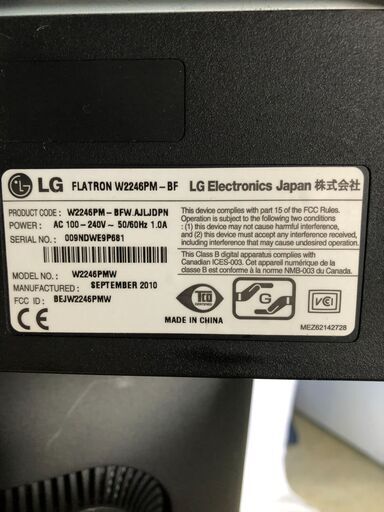 LG FLATRON W2246PM-BF LG Electronics Japan 株式会社
PRODUCT CODE: W2246PM-BFW.AJLJDPN
POWER: AC 100-240V~ 50/60Hz 1.0A
SERIAL NO.: 009NDWE9P681
MODEL NO.: W2246PMW
MANUFACTURED: SEPTEMBER 2010
FCC ID: BEJW2246PMW
This device complies with part 15 of the FCC Rules.
Operation is subject to the following two conditions:
(1) this device may not cause harmful interference, and
(2) this device must accept any interference received,
including interference that may cause undesired operation.
This Class B digital apparatus complies with
Canadian ICES-003. Cet appareil numérique de la
classe B est conforme à la norme NMB-003 du Canada.
CE
TCO
G
VCI
MADE IN CHINA
MEZ62142728